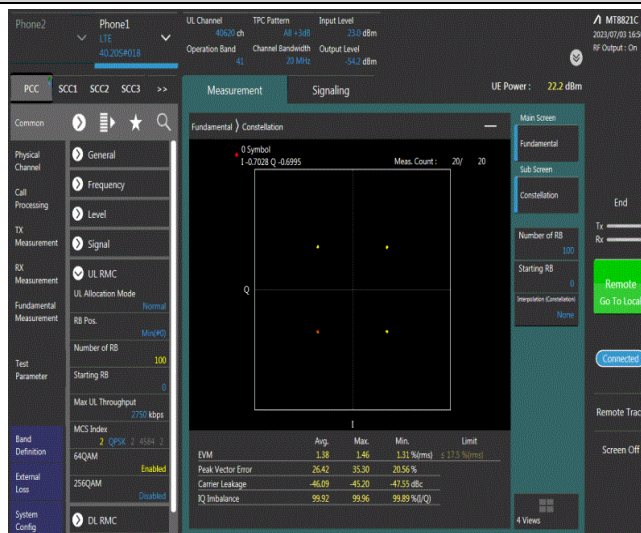 Phone2
Phone1
LTE
40.20S#018
UL Channel
40620 ch
TPC Pattern
All +3dB
Input Level
23.0 dBm
Operation Band
41
Channel Bandwidth
20 MHz
Output Level
-54.2 dBm
MT8821C
2023/07/03 16:5
RF Output : On
PCC
SCC1
SCC2
SCC3
>>
Measurement
Signaling
UE Power : 22.2 dBm
Common
Physical
Channel
Call
Processing
TX
Measurement
RX
Measurement
Fundamental
Measurement
Test
Parameter
Band
Definition
External
Loss
System
Config
General
Frequency
Level
Signal
UL RMC
UL Allocation Mode
Normal
RB Pos.
Min(#0)
Number of RB
100
Starting RB
0
Max UL Throughput
2750 kbps
MCS Index
2 QPSK 2 4584 2
64QAM
Enabled
256QAM
Disabled
DL RMC
Fundamental 〉 Constellation
0 Symbol
I -0.7028 Q -0.6995
Meas. Count : 20/ 20
Q
I
Avg. Max. Min. Limit
EVM 1.38 1.46 1.31 %(rms) ≤ 17.5 %(rms)
Peak Vector Error 26.42 35.30 20.56 %
Carrier Leakage -46.09 -45.20 -47.55 dBc
IQ Imbalance 99.92 99.96 99.89 %(I/Q)
Main Screen
Fundamental
Sub Screen
Constellation
Number of RB
100
Starting RB
0
Interpolation (Constellation)
None
4 Views
End
Tx
Rx
Remote
Go To Local
Connected
Remote Trac
Screen Off